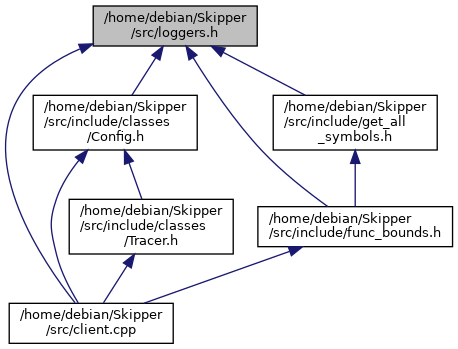 /home/debian/Skipper
/src/loggers.h
/home/debian/Skipper
/src/include/classes
/Config.h
/home/debian/Skipper
/src/include/get_all
_symbols.h
/home/debian/Skipper
/src/include/classes
/Tracer.h
/home/debian/Skipper
/src/include/func_bounds.h
/home/debian/Skipper
/src/client.cpp